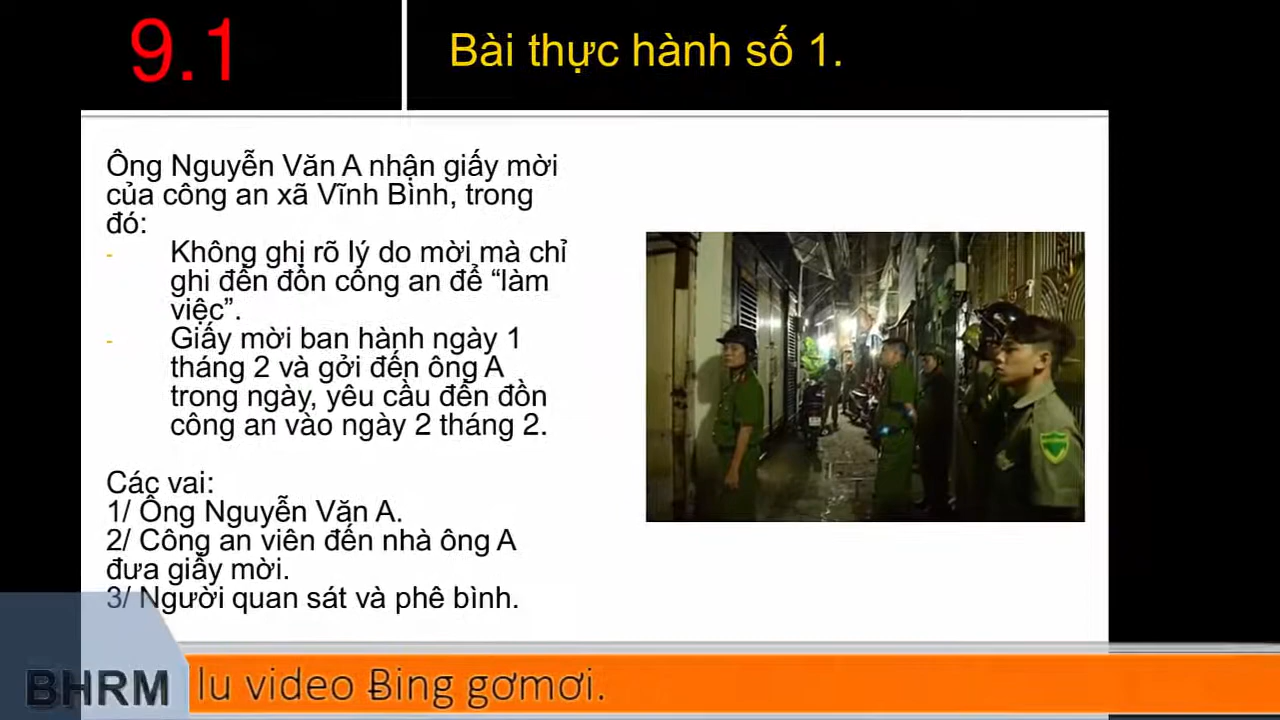 9.1
Bài thực hành số 1.
Ông Nguyễn Văn A nhận giấy mời
của công an xã Vĩnh Bình, trong
đó:
- Không ghi rõ lý do mời mà chỉ
ghi đến đồn công an để “làm
việc”.
- Giấy mời ban hành ngày 1
tháng 2 và gởi đến ông A
trong ngày, yêu cầu đến đồn
công an vào ngày 2 tháng 2.
Các vai:
1/ Ông Nguyễn Văn A.
2/ Công an viên đến nhà ông A
đưa giấy mời.
3/ Người quan sát và phê bình.
BHRM
lu video Ƀing gơmơi.